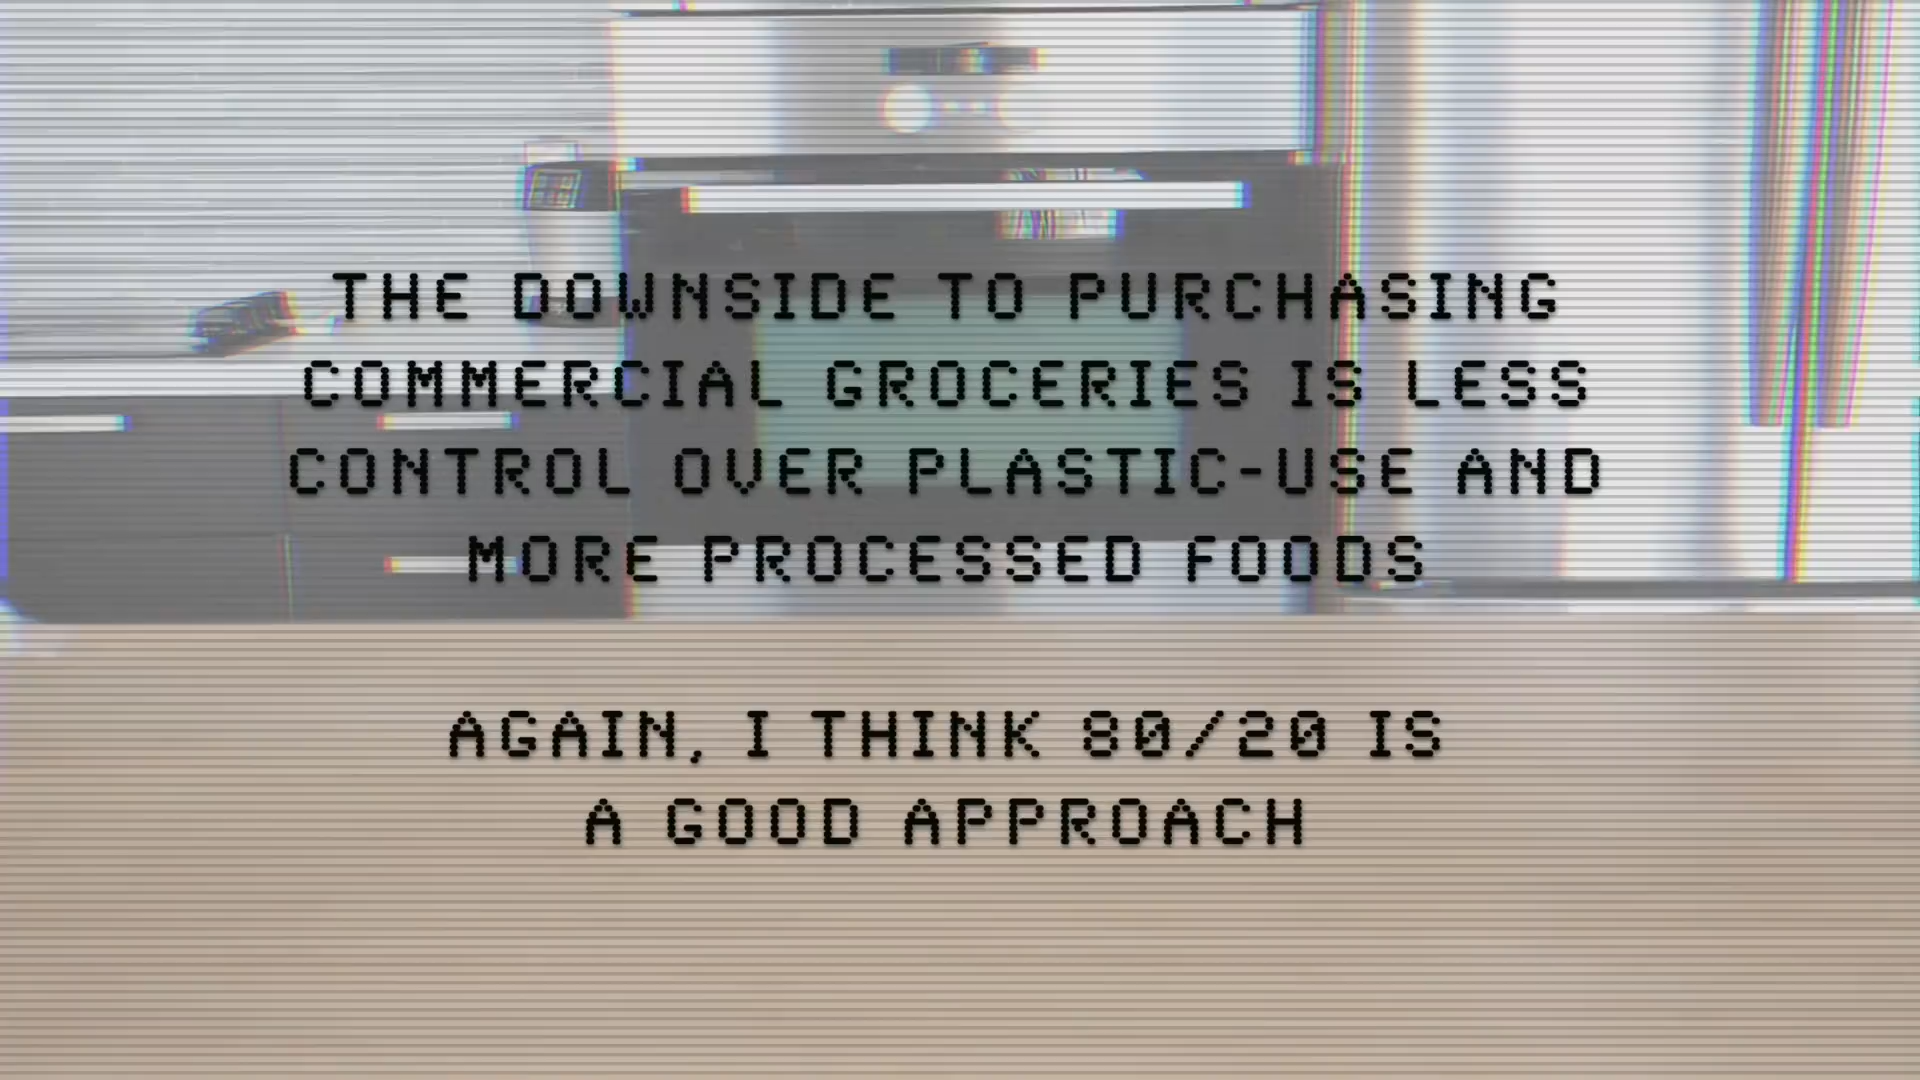 THE DOWNSIDE TO PURCHASING
COMMERCIAL GROCERIES IS LESS
CONTROL OVER PLASTIC-USE AND
MORE PROCESSED FOODS
AGAIN, I THINK 80/20 IS
A GOOD APPROACH